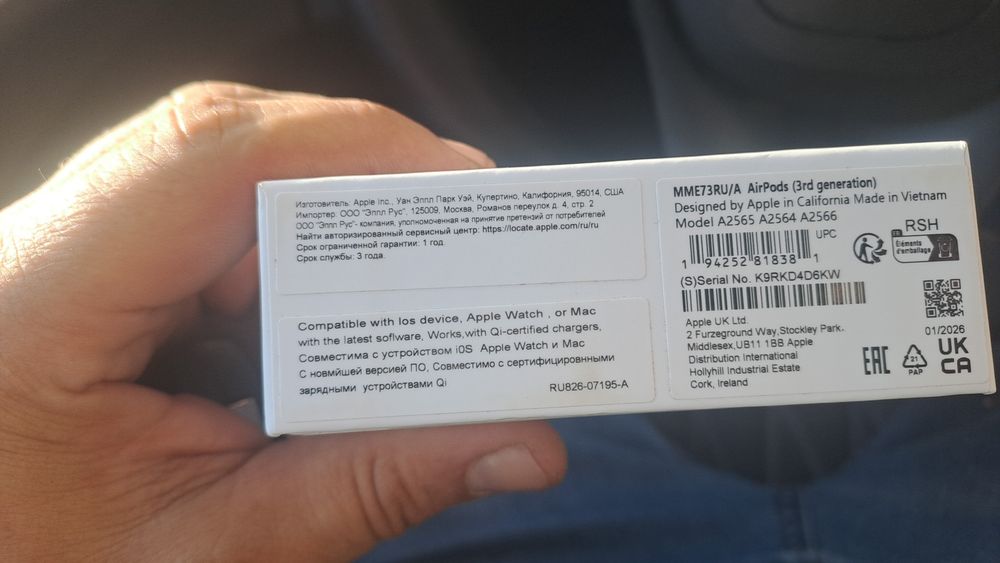 Изготовитель: Apple Inc., Уан Эппл Парк Уэй, Купертино, Калифорния, 95014, США
Импортер: ООО "Эппл Рус", 125009, Москва, Романов переулок д. 4, стр. 2
ООО "Эппл Рус"- компания, уполномоченная на принятие претензий от потребителей
Найти авторизированный сервисный центр: https://locate.apple.com/ru/ru
Срок ограниченной гарантии: 1 год.
Срок службы: 3 года.
Compatible with Ios device, Apple Watch , or Mac
with the latest software, Works,with Qi-certified chargers,
Совместима с устройством iOS Apple Watch и Mac
С новмйшей версией ПО, Совместимо с сертифицировнными
зарядными устройствами Qi
RU826-07195-A
MME73RU/A AirPods (3rd generation)
Designed by Apple in California Made in Vietnam
Model A2565 A2564 A2566
UPC
1 94252 81838 1
RSH
FR
Éléments
d'emballage
(S)Serial No. K9RKD4D6KW
Apple UK Ltd.
2 Furzeground Way,Stockley Park.
Middlesex,UB11 1BB Apple
Distribution International
Hollyhill Industrial Estate
Cork, Ireland
01/2026
EAC
21
PAP
UK
CA